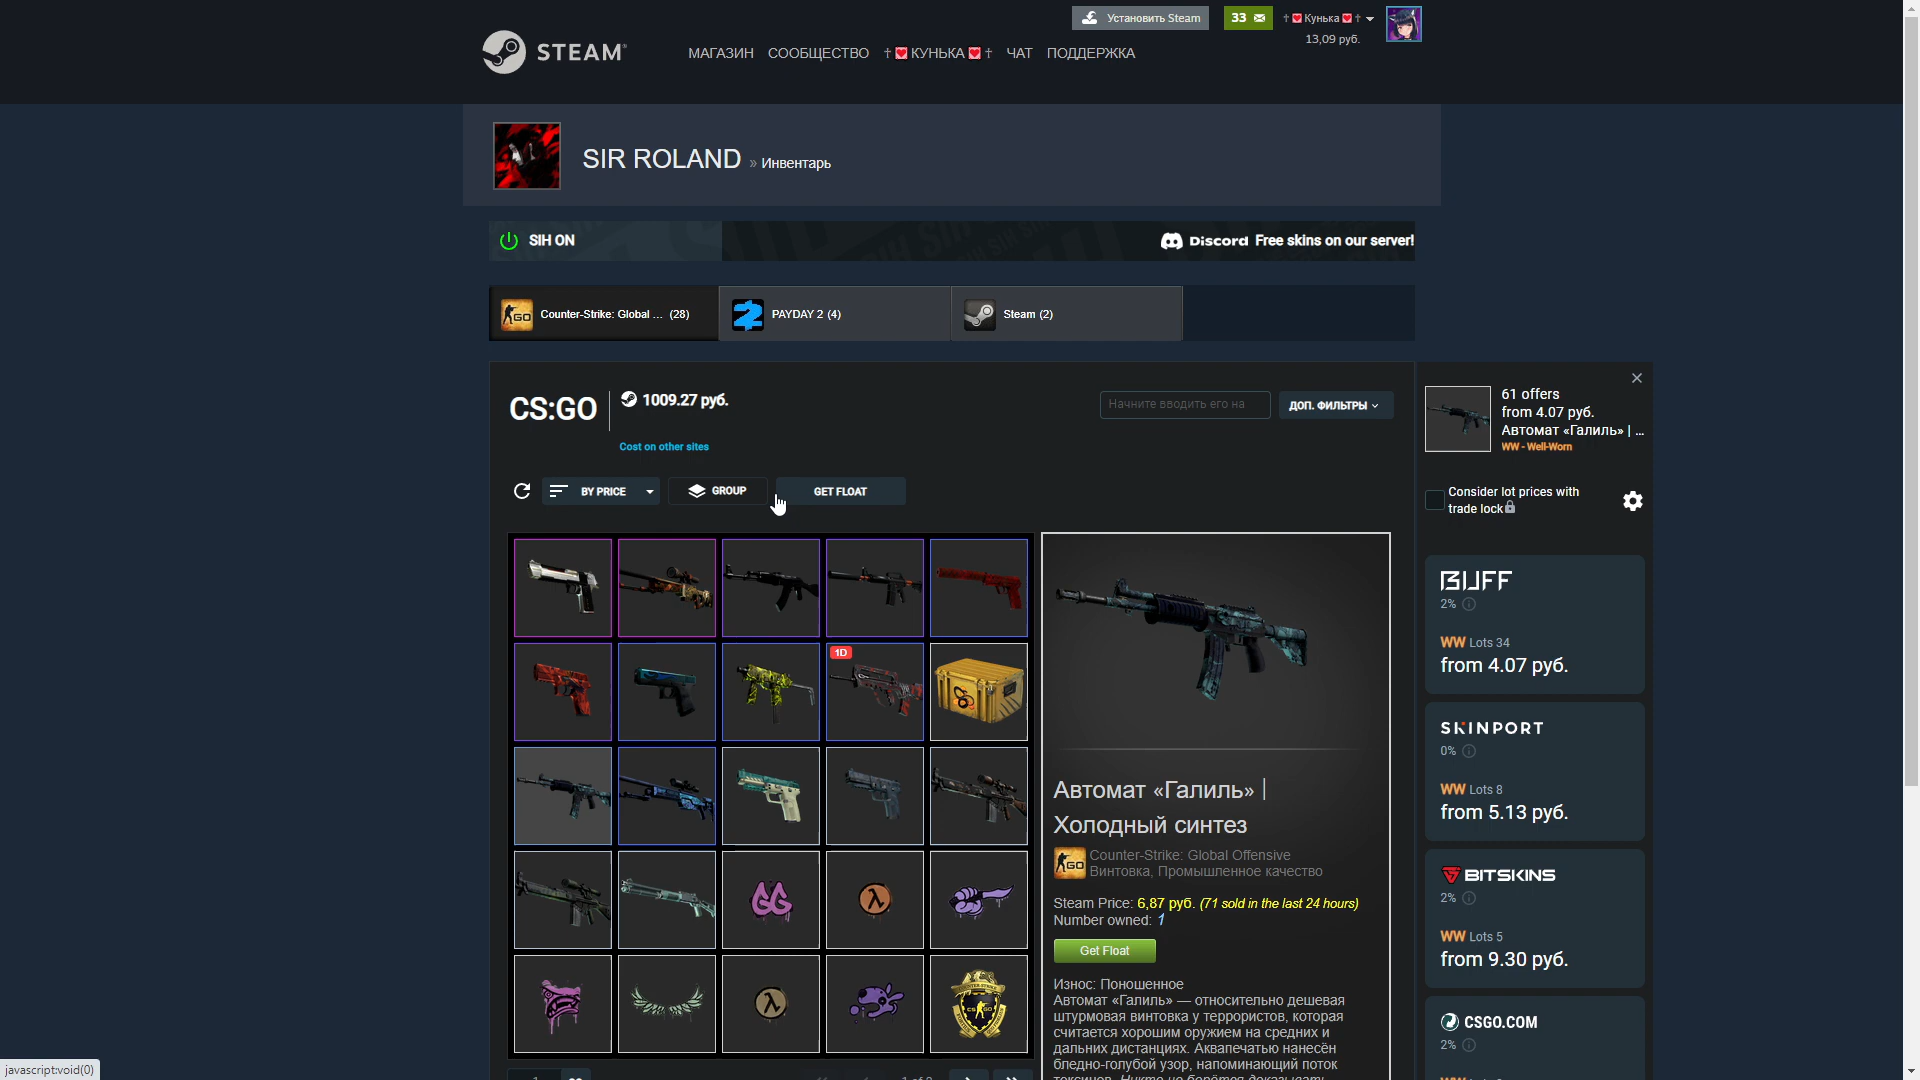 Установить Steam
33
†💟 Кунька 💟†
13,09 руб.
STEAM®
МАГАЗИН СООБЩЕСТВО †💟 КУНЬКА 💟† ЧАТ ПОДДЕРЖКА
SIR ROLAND » Инвентарь
SIH ON
Discord Free skins on our server!
Counter-Strike: Global ... (28)
PAYDAY 2 (4)
Steam (2)
CS:GO
1009.27 руб.
Cost on other sites
Начните вводить его на
ДОП. ФИЛЬТРЫ
BY PRICE
GROUP
GET FLOAT
1D
Автомат «Галиль» |
Холодный синтез
Counter-Strike: Global Offensive
Винтовка, Промышленное качество
Steam Price: 6,87 руб. (71 sold in the last 24 hours)
Number owned: 1
Get Float
Износ: Поношенное
Автомат «Галиль» — относительно дешевая
штурмовая винтовка у террористов, которая
считается хорошим оружием на средних и
дальних дистанциях. Аквапечатью нанесён
бледно-голубой узор, напоминающий поток
токсинов. Никто не берётся доказывать
61 offers
from 4.07 руб.
Автомат «Галиль» | ...
WW - Well-Worn
Consider lot prices with
trade lock
BUFF
2%
WW Lots 34
from 4.07 руб.
SKINPORT
0%
WW Lots 8
from 5.13 руб.
BITSKINS
2%
WW Lots 5
from 9.30 руб.
CSGO.COM
2%
javascript:void(0)